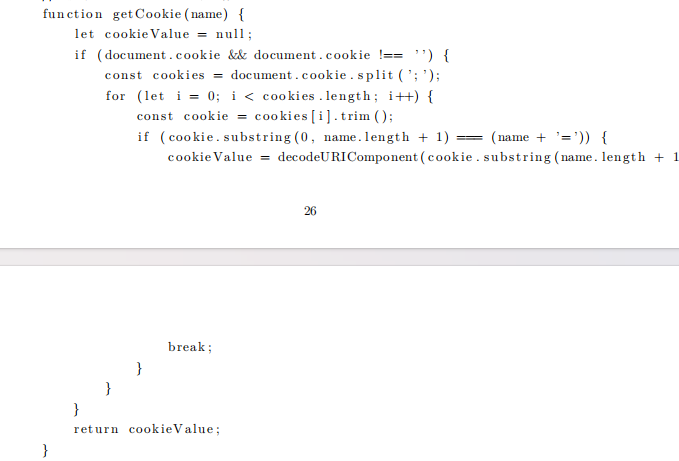 function getCookie(name) {
    let cookieValue = null;
    if (document.cookie && document.cookie !== '') {
        const cookies = document.cookie.split(';');
        for (let i = 0; i < cookies.length; i++) {
            const cookie = cookies[i].trim();
            if (cookie.substring(0, name.length + 1) === (name + '=')) {
                cookieValue = decodeURIComponent(cookie.substring(name.length + 1
26
                break;
            }
        }
    }
    return cookieValue;
}